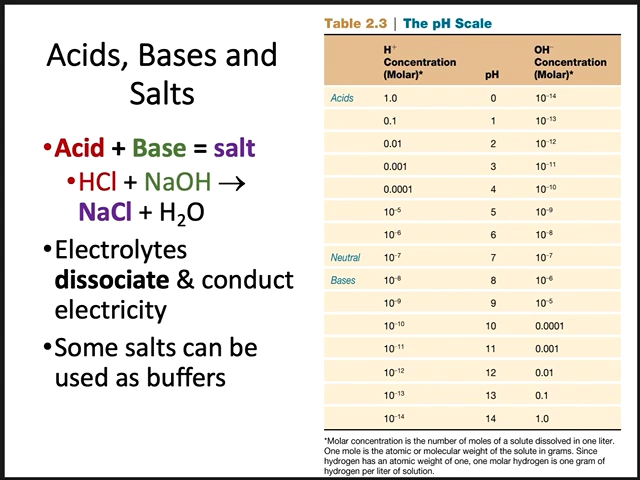 Acids, Bases and
Salts
•Acid + Base = salt
•HCl + NaOH →
NaCl + H₂O
•Electrolytes
dissociate & conduct
electricity
•Some salts can be
used as buffers
Table 2.3 | The pH Scale
H⁺ Concentration (Molar)* pH OH⁻ Concentration (Molar)*
Acids 1.0 0 10⁻¹⁴
0.1 1 10⁻¹³
0.01 2 10⁻¹²
0.001 3 10⁻¹¹
0.0001 4 10⁻¹⁰
10⁻⁵ 5 10⁻⁹
10⁻⁶ 6 10⁻⁸
Neutral 10⁻⁷ 7 10⁻⁷
Bases 10⁻⁸ 8 10⁻⁶
10⁻⁹ 9 10⁻⁵
10⁻¹⁰ 10 0.0001
10⁻¹¹ 11 0.001
10⁻¹² 12 0.01
10⁻¹³ 13 0.1
10⁻¹⁴ 14 1.0
*Molar concentration is the number of moles of a solute dissolved in one liter.
One mole is the atomic or molecular weight of the solute in grams. Since
hydrogen has an atomic weight of one, one molar hydrogen is one gram of
hydrogen per liter of solution.